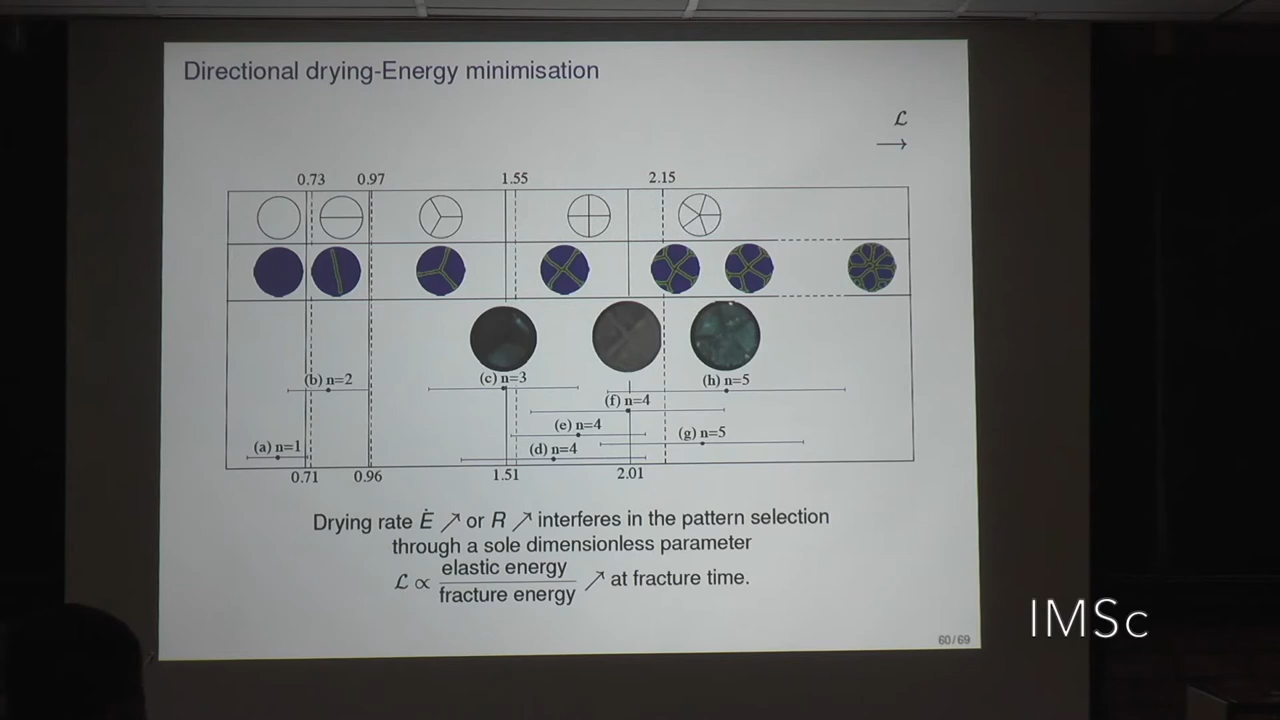 Directional drying-Energy minimisation
ℒ
→
0.73 0.97 1.55 2.15
(b) n=2 (c) n=3 (h) n=5
(f) n=4
(e) n=4 (g) n=5
(a) n=1 (d) n=4
0.71 0.96 1.51 2.01
Drying rate Ė ↗ or R ↗ interferes in the pattern selection
through a sole dimensionless parameter
ℒ ∝ elastic energy / fracture energy ↗ at fracture time.
60/69
IMSc